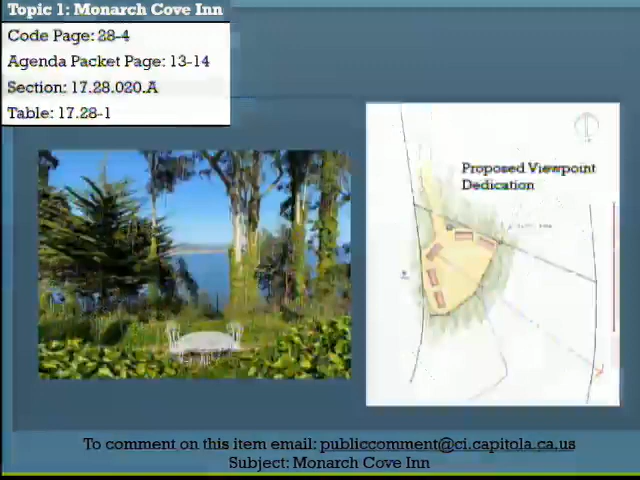 Topic 1: Monarch Cove Inn
Code Page: 28-4
Agenda Packet Page: 13-14
Section: 17.28.020.A
Table: 17.28-1
Proposed Viewpoint
Dedication
To comment on this item email: publiccomment@ci.capitola.ca.us
Subject: Monarch Cove Inn